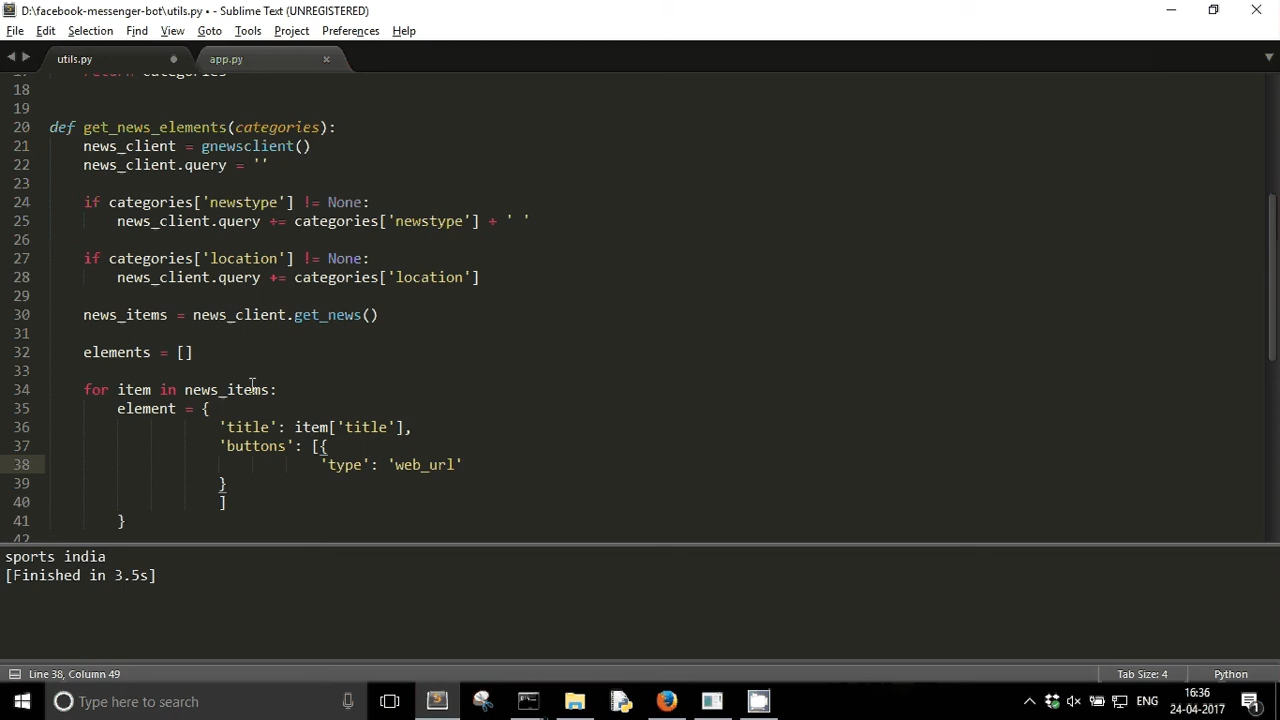 D:\facebook-messenger-bot\utils.py • - Sublime Text (UNREGISTERED)
File Edit Selection Find View Goto Tools Project Preferences Help
utils.py app.py
17 return categories
18
19
20 def get_news_elements(categories):
21 news_client = gnewsclient()
22 news_client.query = ''
23
24 if categories['newstype'] != None:
25 news_client.query += categories['newstype'] + ' '
26
27 if categories['location'] != None:
28 news_client.query += categories['location']
29
30 news_items = news_client.get_news()
31
32 elements = []
33
34 for item in news_items:
35 element = {
36 'title': item['title'],
37 'buttons': [{
38 'type': 'web_url'
39 }
40 ]
41 }
42
sports india
[Finished in 3.5s]
Line 38, Column 49 Tab Size: 4 Python
Type here to search ENG 16:36
24-04-2017